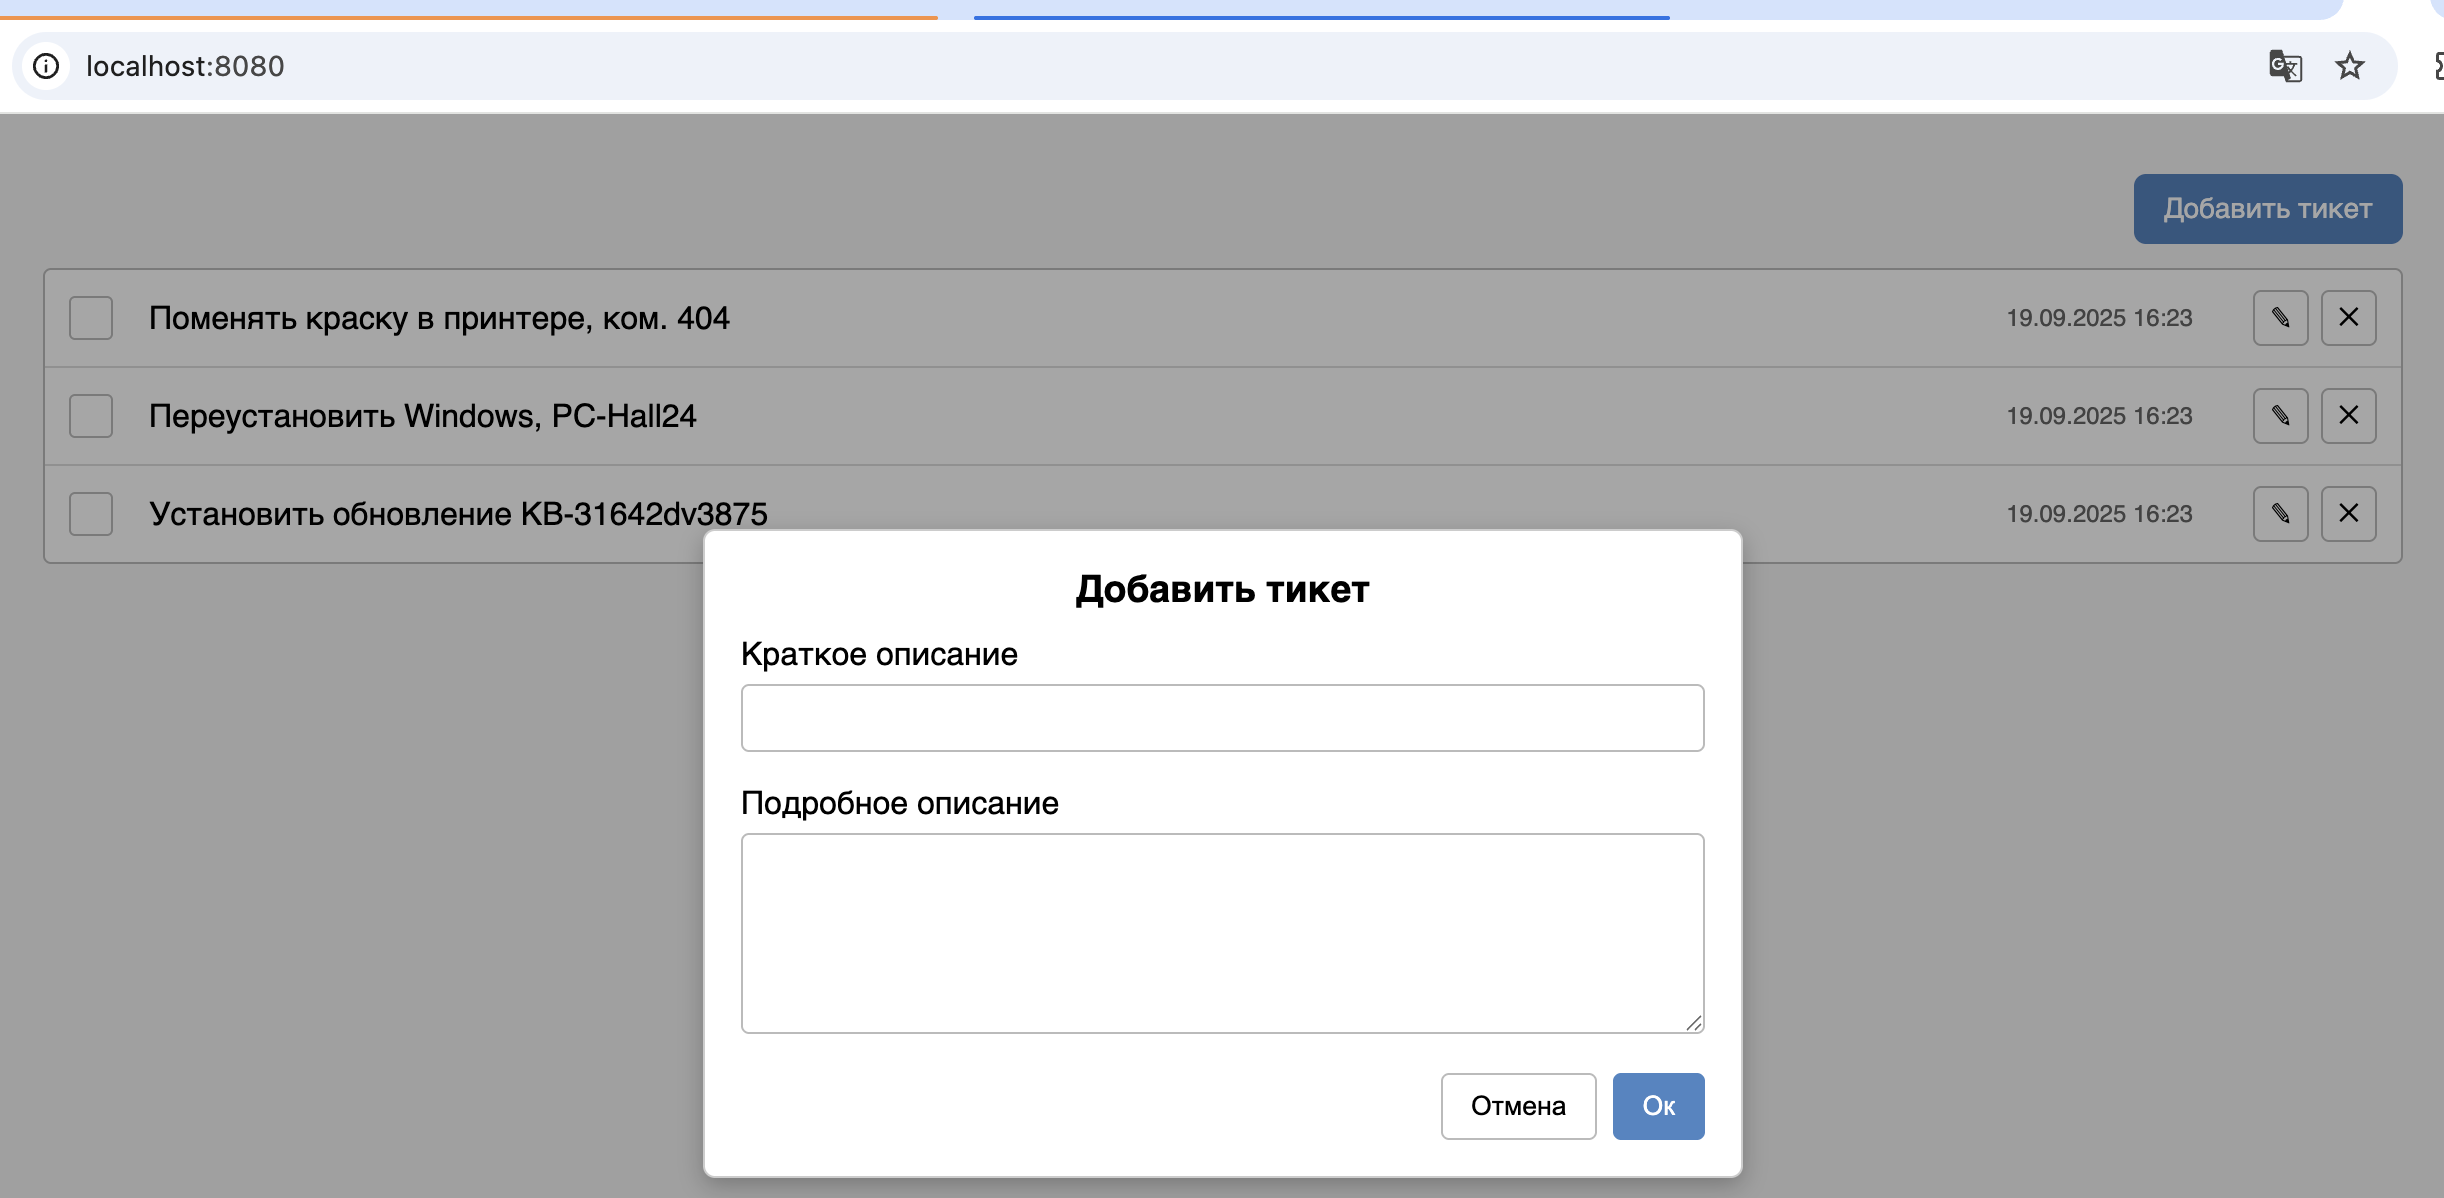 localhost:8080
Добавить тикет
Поменять краску в принтере, ком. 404 19.09.2025 16:23
Переустановить Windows, PC-Hall24 19.09.2025 16:23
Установить обновление KB-31642dv3875 19.09.2025 16:23
Добавить тикет
Краткое описание
Подробное описание
Отмена Ок